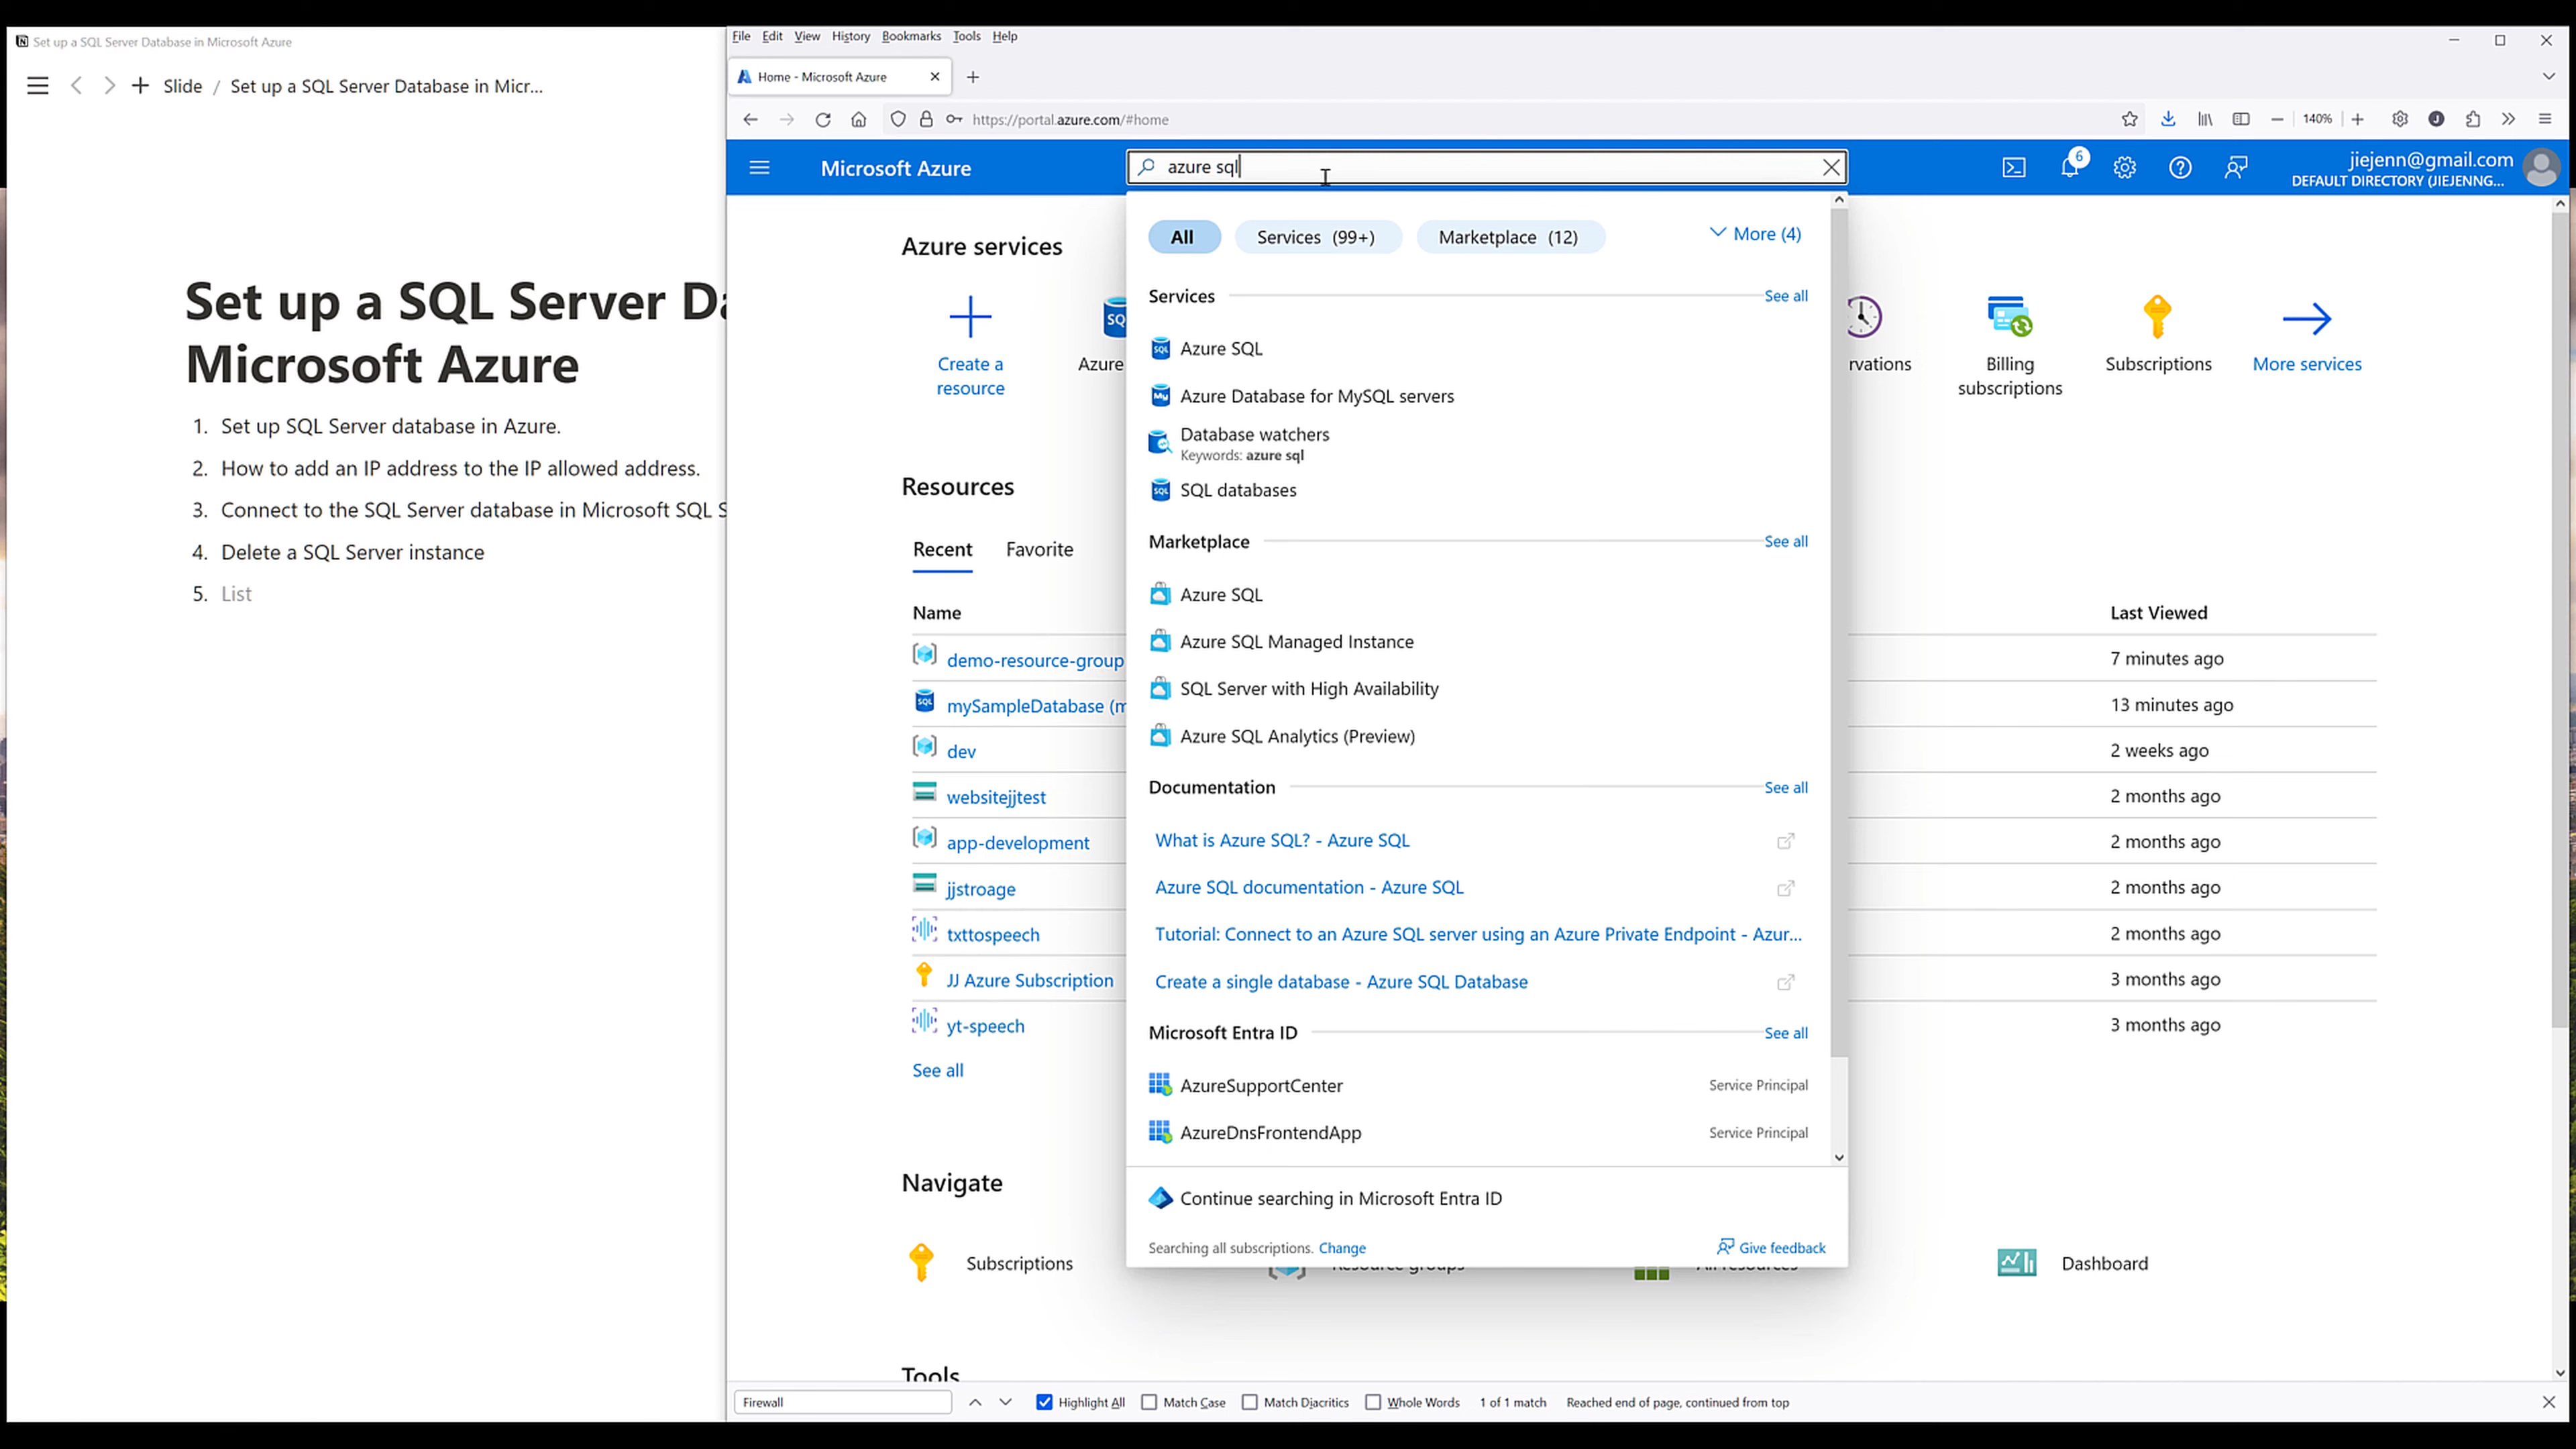 Set up a SQL Server Database in Microsoft Azure
Slide / Set up a SQL Server Database in Micr...
Set up a SQL Server Da
Microsoft Azure
1. Set up SQL Server database in Azure.
2. How to add an IP address to the IP allowed address.
3. Connect to the SQL Server database in Microsoft SQL S
4. Delete a SQL Server instance
5. List
File Edit View History Bookmarks Tools Help
Home - Microsoft Azure
https://portal.azure.com/#home
140%
Microsoft Azure
azure sql
6
jiejenn@gmail.com
DEFAULT DIRECTORY (JIEJENNG...
All
Services (99+)
Marketplace (12)
More (4)
Services
See all
Azure SQL
Azure Database for MySQL servers
Database watchers
Keywords: azure sql
SQL databases
Marketplace
See all
Azure SQL
Azure SQL Managed Instance
SQL Server with High Availability
Azure SQL Analytics (Preview)
Documentation
See all
What is Azure SQL? - Azure SQL
Azure SQL documentation - Azure SQL
Tutorial: Connect to an Azure SQL server using an Azure Private Endpoint - Azur...
Create a single database - Azure SQL Database
Microsoft Entra ID
See all
AzureSupportCenter
Service Principal
AzureDnsFrontendApp
Service Principal
Continue searching in Microsoft Entra ID
Searching all subscriptions. Change
Give feedback
Azure services
Create a
resource
Azure
rvations
Billing
subscriptions
Subscriptions
More services
Resources
Recent
Favorite
Name
Last Viewed
demo-resource-group
7 minutes ago
mySampleDatabase (m
13 minutes ago
dev
2 weeks ago
websitejjtest
2 months ago
app-development
2 months ago
jjstroage
2 months ago
txttospeech
2 months ago
JJ Azure Subscription
3 months ago
yt-speech
3 months ago
See all
Navigate
Subscriptions
Resource groups
All resources
Dashboard
Tools
Firewall
Highlight All
Match Case
Match Diacritics
Whole Words
1 of 1 match
Reached end of page, continued from top